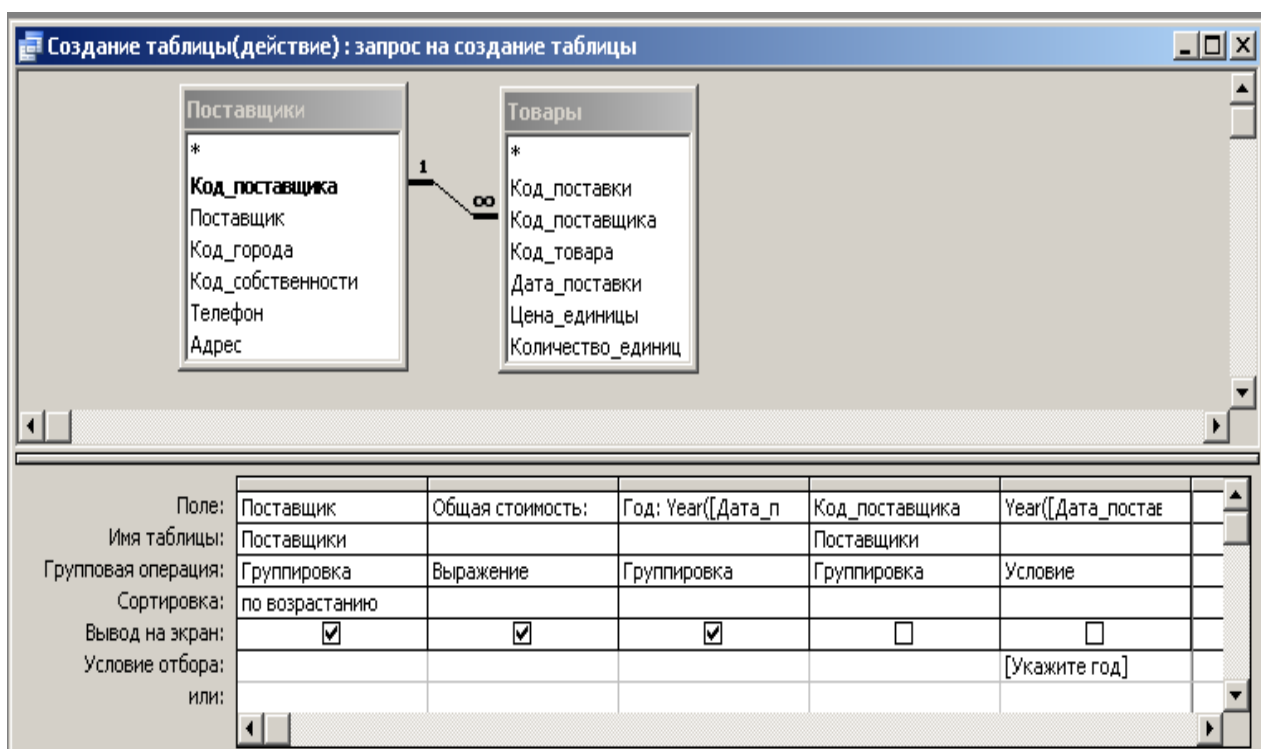 Создание таблицы(действие) : запрос на создание таблицы
Поставщики
*
Код_поставщика
Поставщик
Код_города
Код_собственности
Телефон
Адрес
1
∞
Товары
*
Код_поставки
Код_поставщика
Код_товара
Дата_поставки
Цена_единицы
Количество_единиц
Поле: Поставщик Общая стоимость: Год: Year([Дата_п Код_поставщика Year([Дата_постав
Имя таблицы: Поставщики Поставщики
Групповая операция: Группировка Выражение Группировка Группировка Условие
Сортировка: по возрастанию
Вывод на экран:
Условие отбора: [Укажите год]
или: